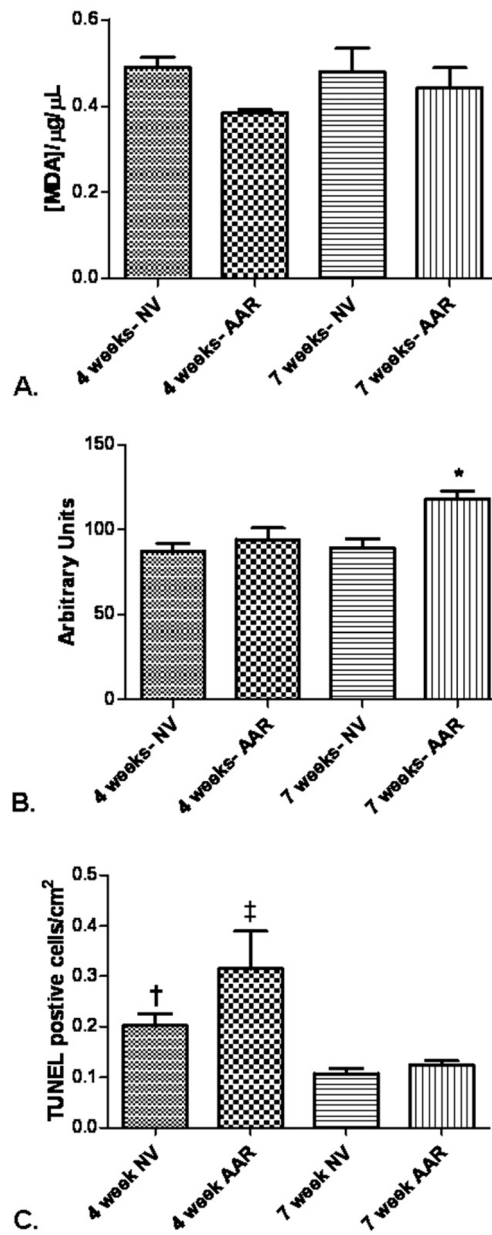 0.6
0.4
0.2
0.0
[MDA]/µg/µL
4 weeks- NV
4 weeks- AAR
7 weeks- NV
7 weeks- AAR
A.
150
100
50
0
Arbitrary Units
*
4 weeks- NV
4 weeks- AAR
7 weeks- NV
7 weeks- AAR
B.
0.5
0.4
0.3
0.2
0.1
0.0
TUNEL postive cells/cm²
†
‡
4 week NV
4 week AAR
7 week NV
7 week AAR
C.